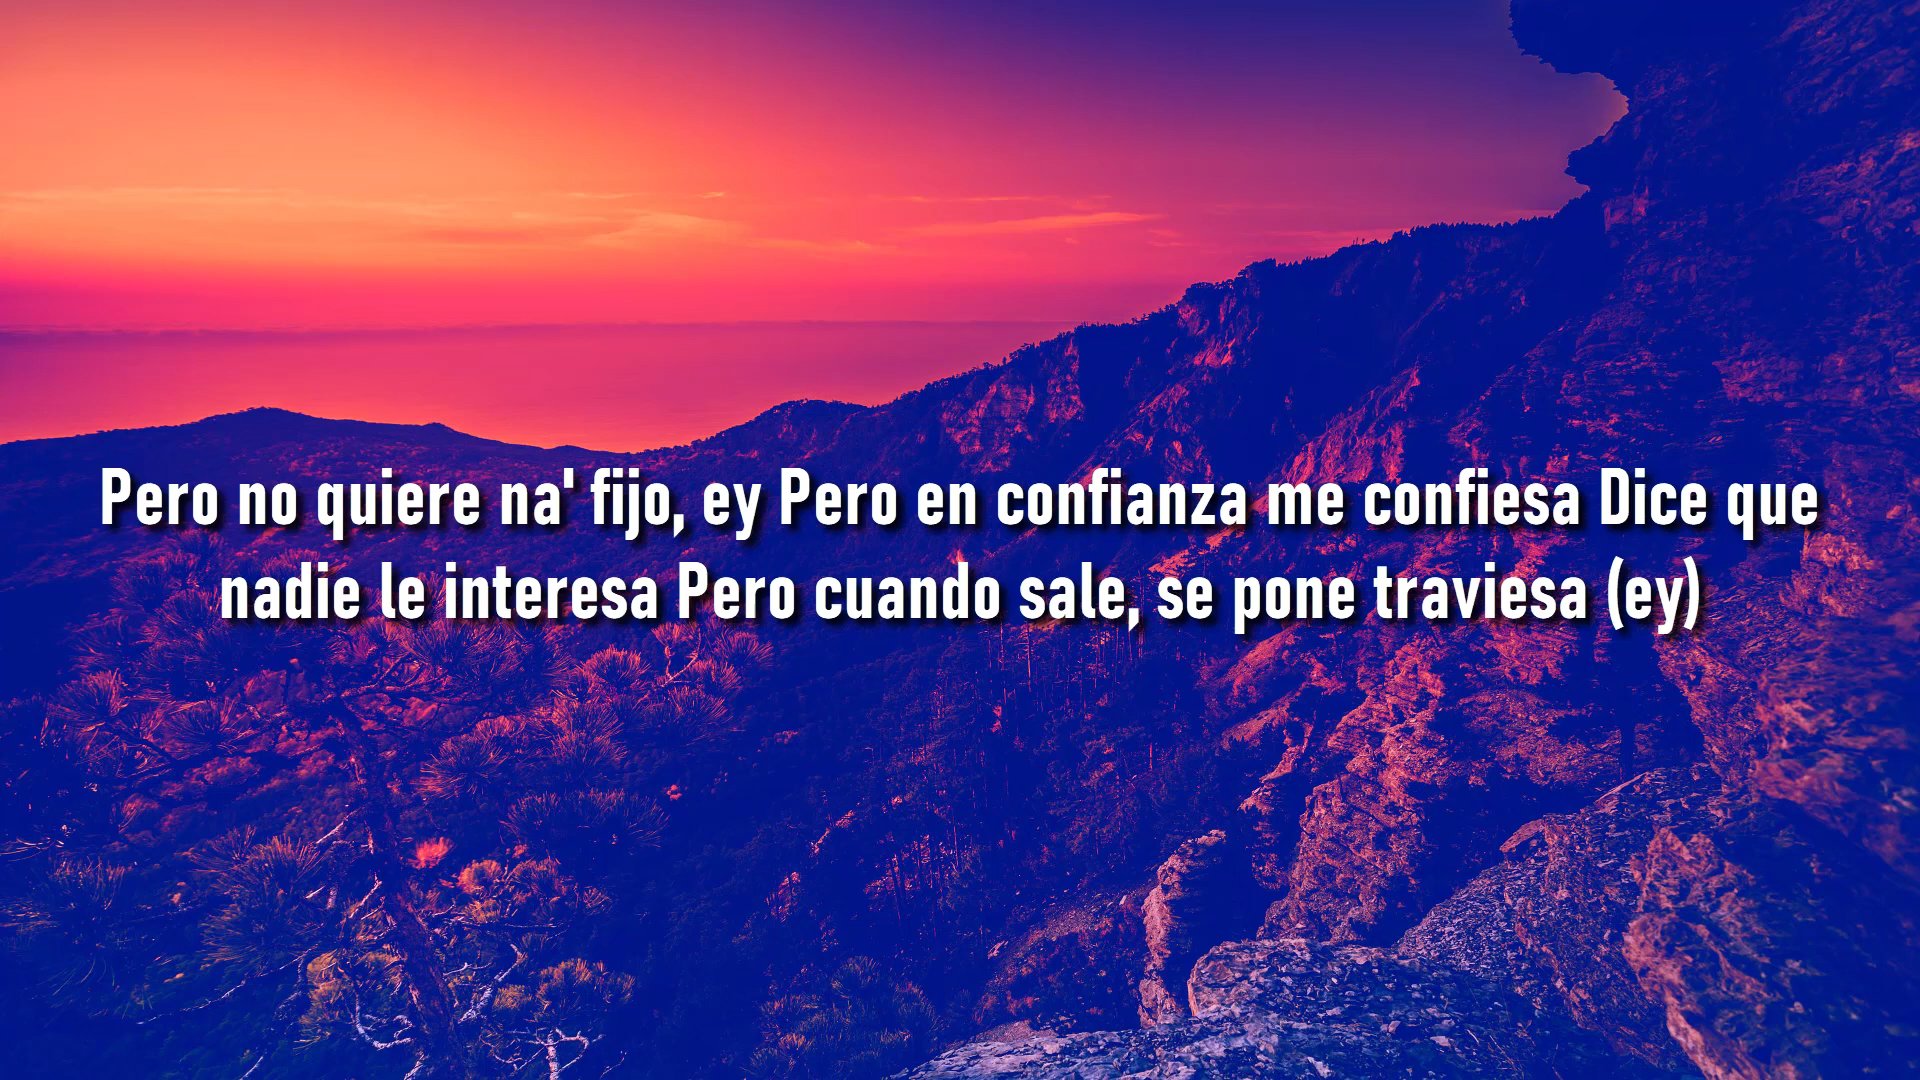 Pero no quiere na' fijo, ey Pero en confianza me confiesa Dice que
nadie le interesa Pero cuando sale, se pone traviesa (ey)